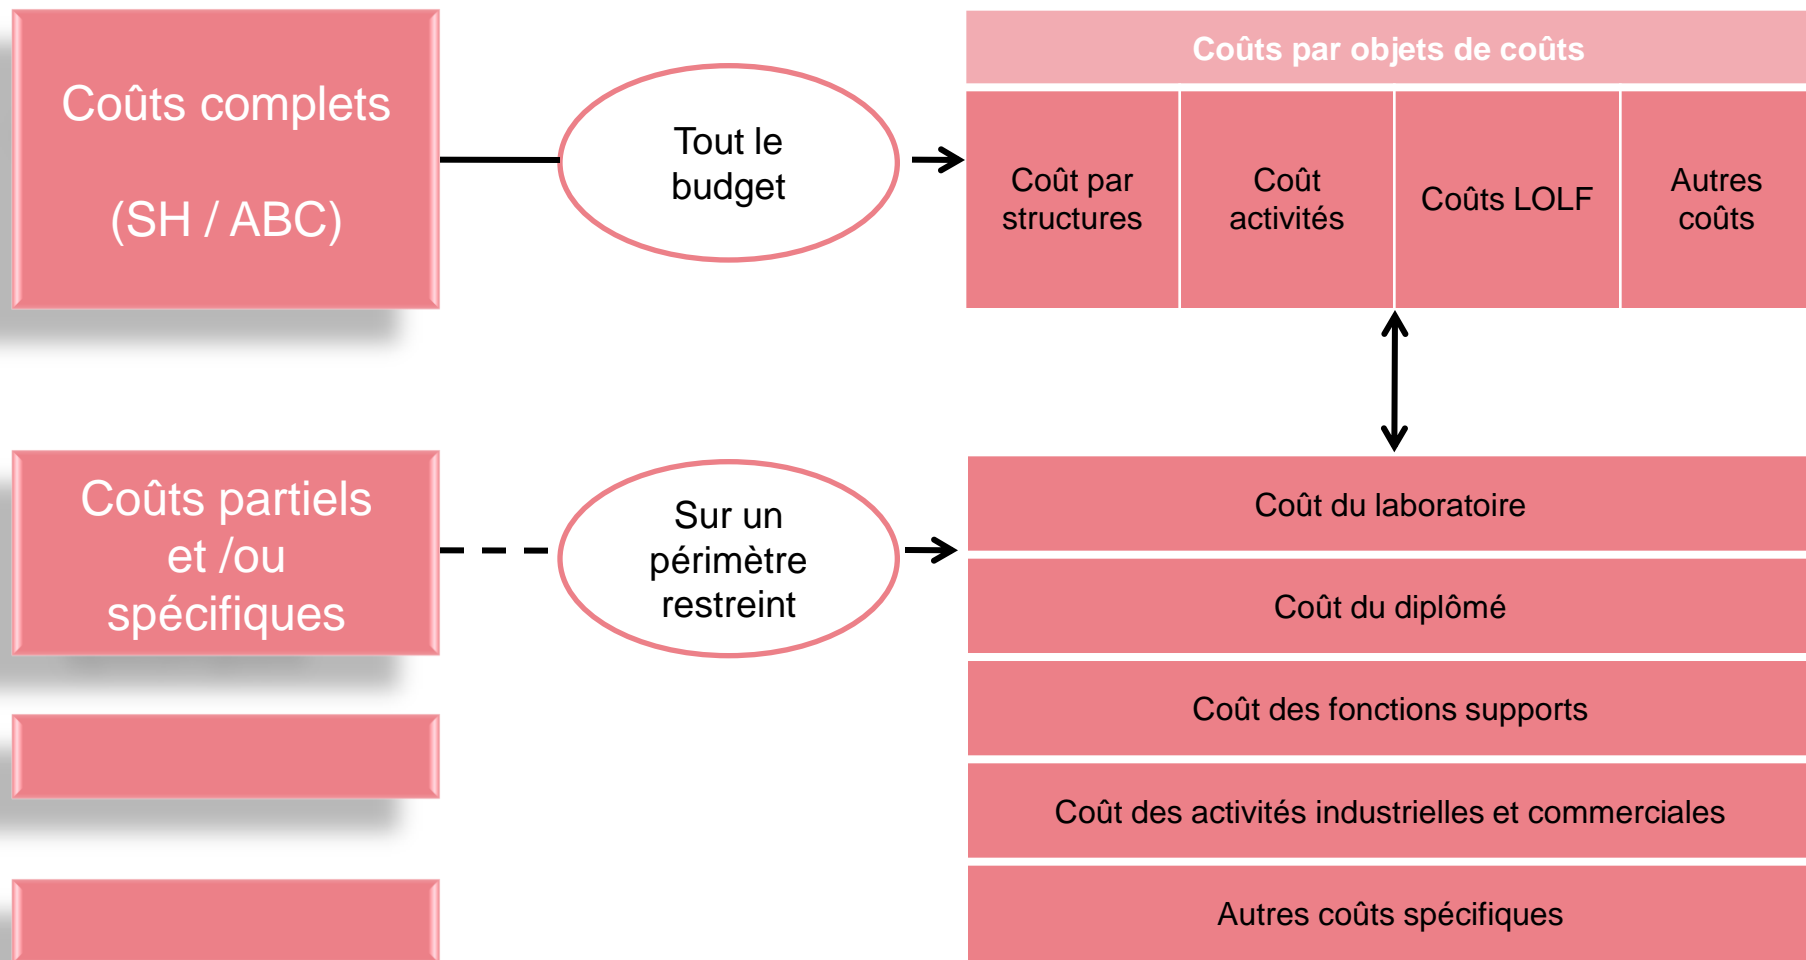 Coûts complets
(SH / ABC)
Tout le
budget
Coûts par objets de coûts
Coût par
structures
Coût
activités
Coûts LOLF
Autres
coûts
Coûts partiels
et /ou
spécifiques
Sur un
périmètre
restreint
Coût du laboratoire
Coût du diplômé
Coût des fonctions supports
Coût des activités industrielles et commerciales
Autres coûts spécifiques